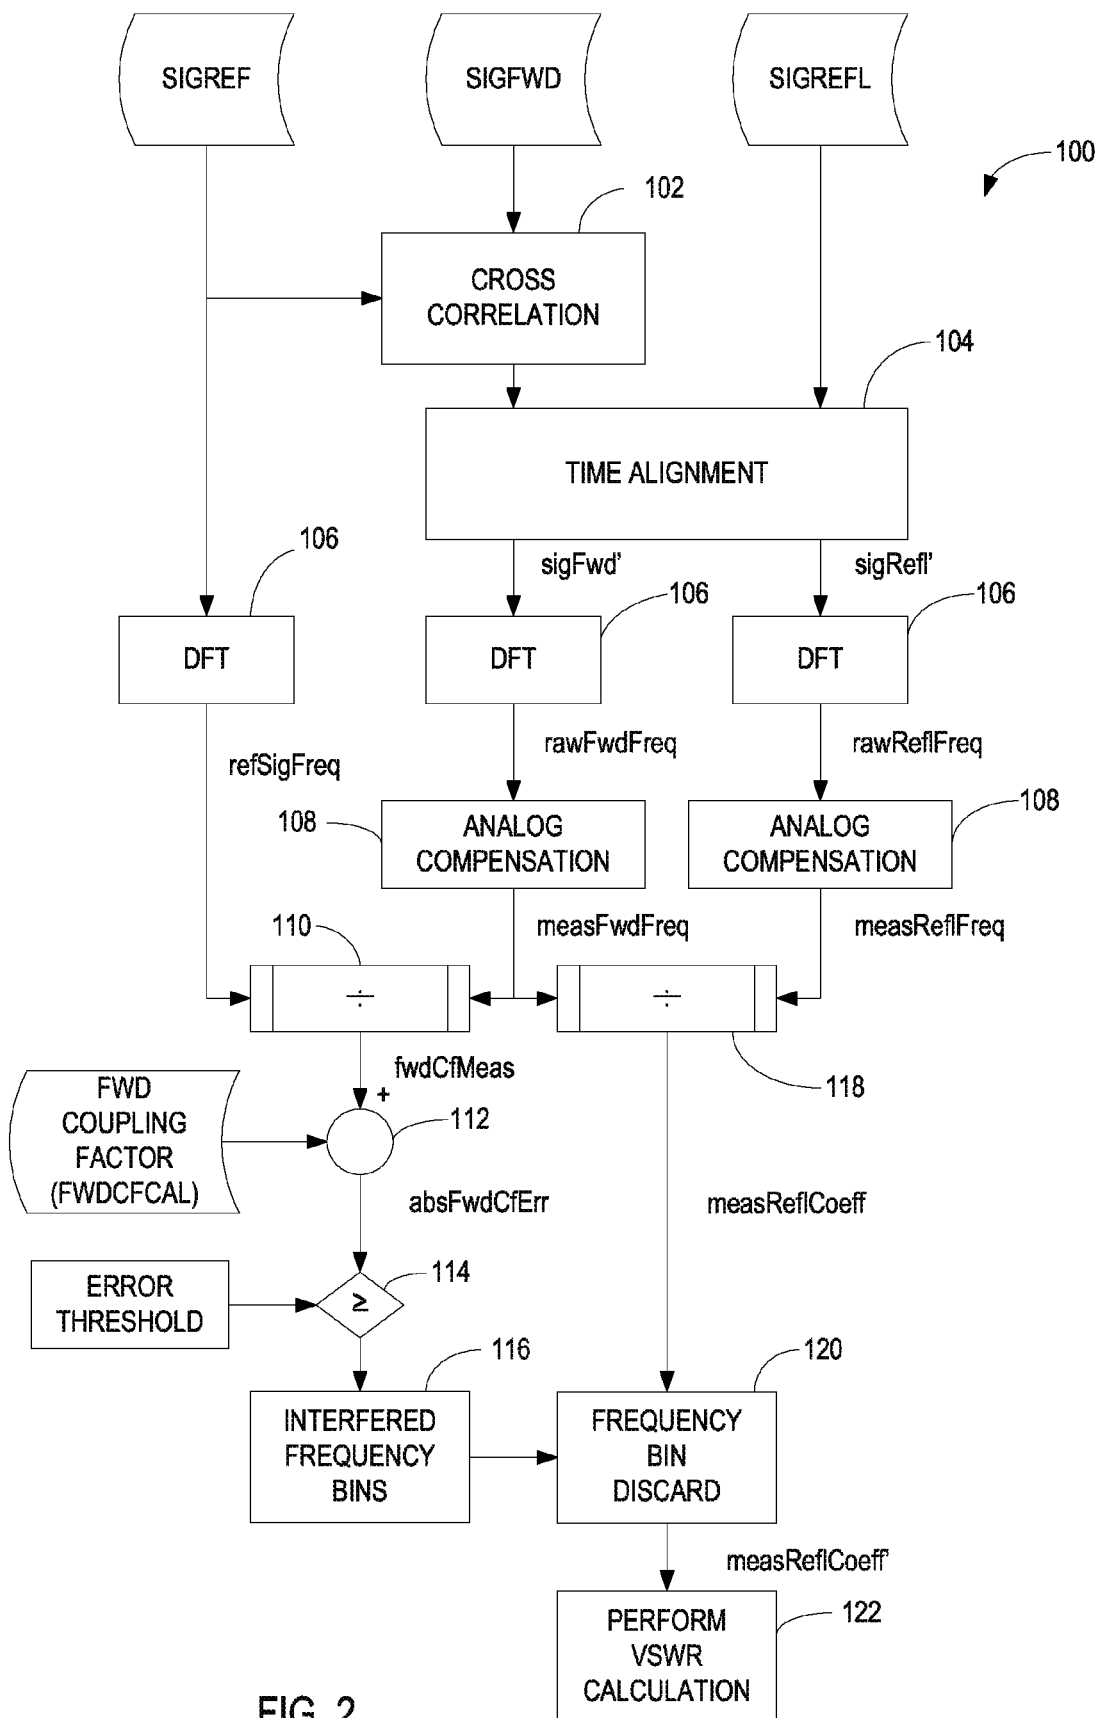 SIGREF
SIGFWD
SIGREFL
100
102
CROSS
CORRELATION
104
TIME ALIGNMENT
106
sigFwd'
sigRefl'
106
106
DFT
DFT
DFT
rawFwdFreq
rawReflFreq
refSigFreq
108
ANALOG
COMPENSATION
ANALOG
COMPENSATION
108
110
measFwdFreq
measReflFreq
÷
÷
fwdCfMeas
118
+
FWD
COUPLING
FACTOR
(FWDCFCAL)
112
absFwdCfErr
measReflCoeff
ERROR
THRESHOLD
≥
114
116
120
INTERFERED
FREQUENCY
BINS
FREQUENCY
BIN
DISCARD
measReflCoeff'
PERFORM
VSWR
CALCULATION
122
FIG. 2